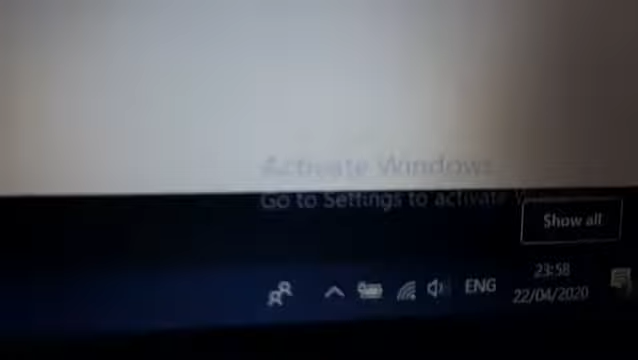 Activate Windows
Go to Settings to activate
Show all
ENG
23:58
22/04/2020